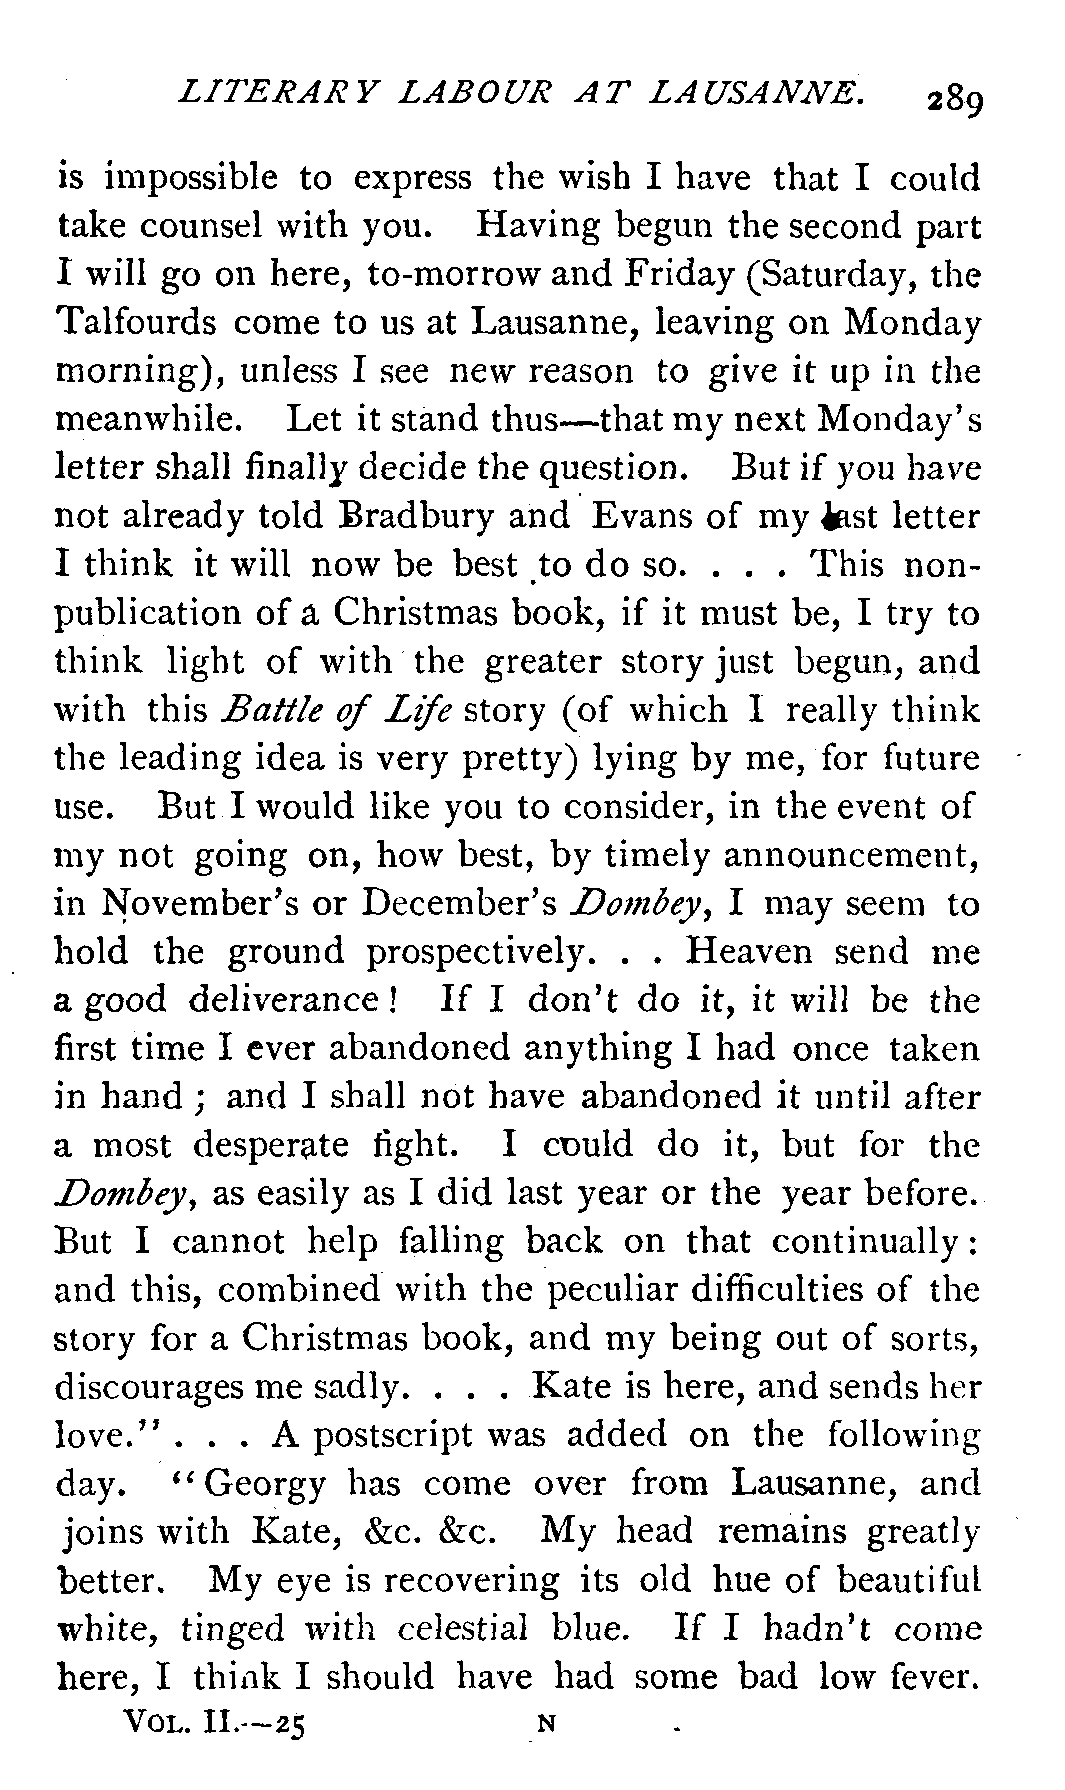 LITERARY LABOUR AT LAUSANNE. 289
is impossible to express the wish I have that I could
take counsel with you. Having begun the second part
I will go on here, to-morrow and Friday (Saturday, the
Talfourds come to us at Lausanne, leaving on Monday
morning), unless I see new reason to give it up in the
meanwhile. Let it stand thus—that my next Monday's
letter shall finally decide the question. But if you have
not already told Bradbury and Evans of my last letter
I think it will now be best to do so. . . . This non-
publication of a Christmas book, if it must be, I try to
think light of with the greater story just begun, and
with this Battle of Life story (of which I really think
the leading idea is very pretty) lying by me, for future
use. But I would like you to consider, in the event of
my not going on, how best, by timely announcement,
in November's or December's Dombey, I may seem to
hold the ground prospectively. . . Heaven send me
a good deliverance! If I don't do it, it will be the
first time I ever abandoned anything I had once taken
in hand; and I shall not have abandoned it until after
a most desperate fight. I could do it, but for the
Dombey, as easily as I did last year or the year before.
But I cannot help falling back on that continually:
and this, combined with the peculiar difficulties of the
story for a Christmas book, and my being out of sorts,
discourages me sadly. . . . Kate is here, and sends her
love." . . . A postscript was added on the following
day. "Georgy has come over from Lausanne, and
joins with Kate, &c. &c. My head remains greatly
better. My eye is recovering its old hue of beautiful
white, tinged with celestial blue. If I hadn't come
here, I think I should have had some bad low fever.
VOL. II.—25 N